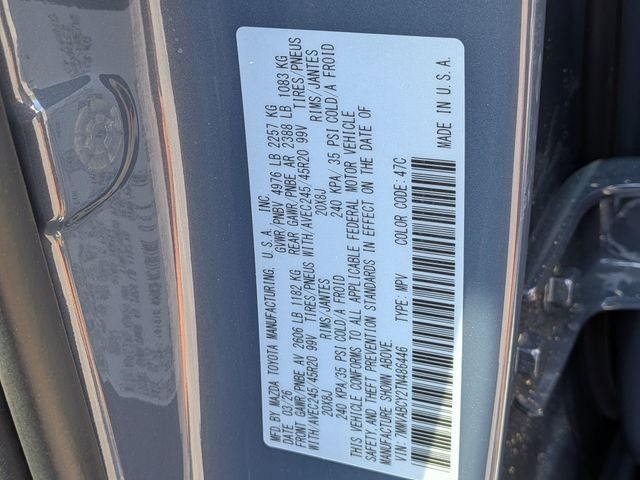 MFD.BY MAZDA TOYOTA MANUFACTURING, U.S.A., INC.
DATE 03/26 GVWR/PNBV 4976 LB 2257 KG
FRONT GAWR/PNBE AV 2606 LB 1182 KG REAR GAWR/PNBE AR 2388 LB 1083 KG
WITH/AVEC245/45R20 99V TIRES/PNEUS WITH/AVEC245/45R20 99V TIRES/PNEUS
20X8J RIMS/JANTES 20X8J RIMS/JANTES
240 KPA/35 PSI COLD/A FROID 240 KPA/ 35 PSI COLD/A FROID
THIS VEHICLE CONFORMS TO ALL APPLICABLE FEDERAL MOTOR VEHICLE
SAFETY AND THEFT PREVENTION STANDARDS IN EFFECT ON THE DATE OF
MANUFACTURE SHOWN ABOVE.
VIN: 7MMVABCY2TN486446 TYPE: MPV COLOR CODE: 47C
MADE IN U.S.A.